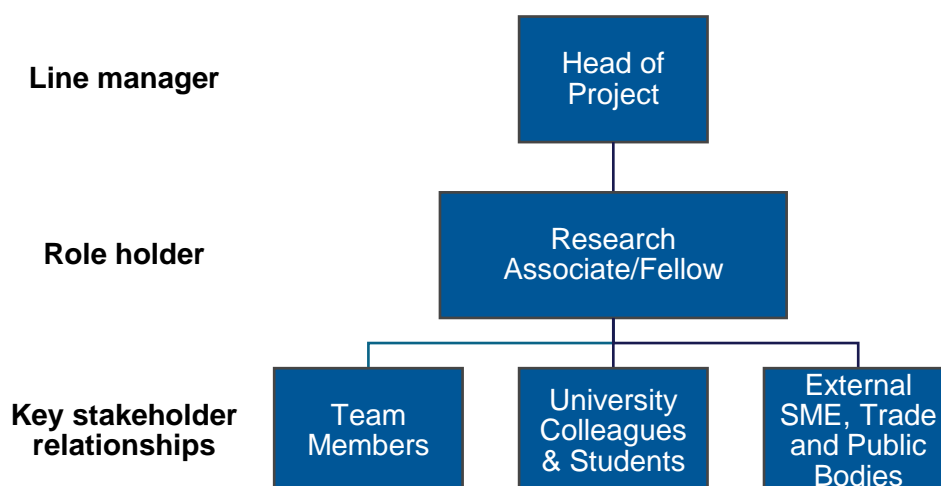 Line manager
Head of
Project
Role holder
Research
Associate/Fellow
Key stakeholder
relationships
Team
Members
University
Colleagues
& Students
External
SME, Trade
and Public
Bodies